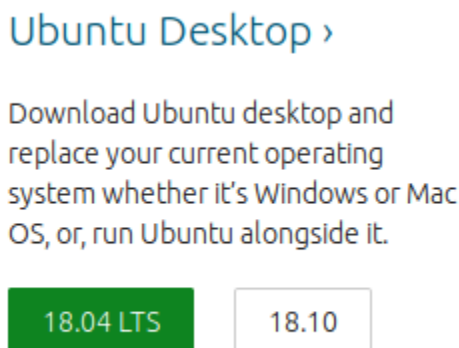 Ubuntu Desktop ›
Download Ubuntu desktop and
replace your current operating
system whether it's Windows or Mac
OS, or, run Ubuntu alongside it.
18.04 LTS 18.10